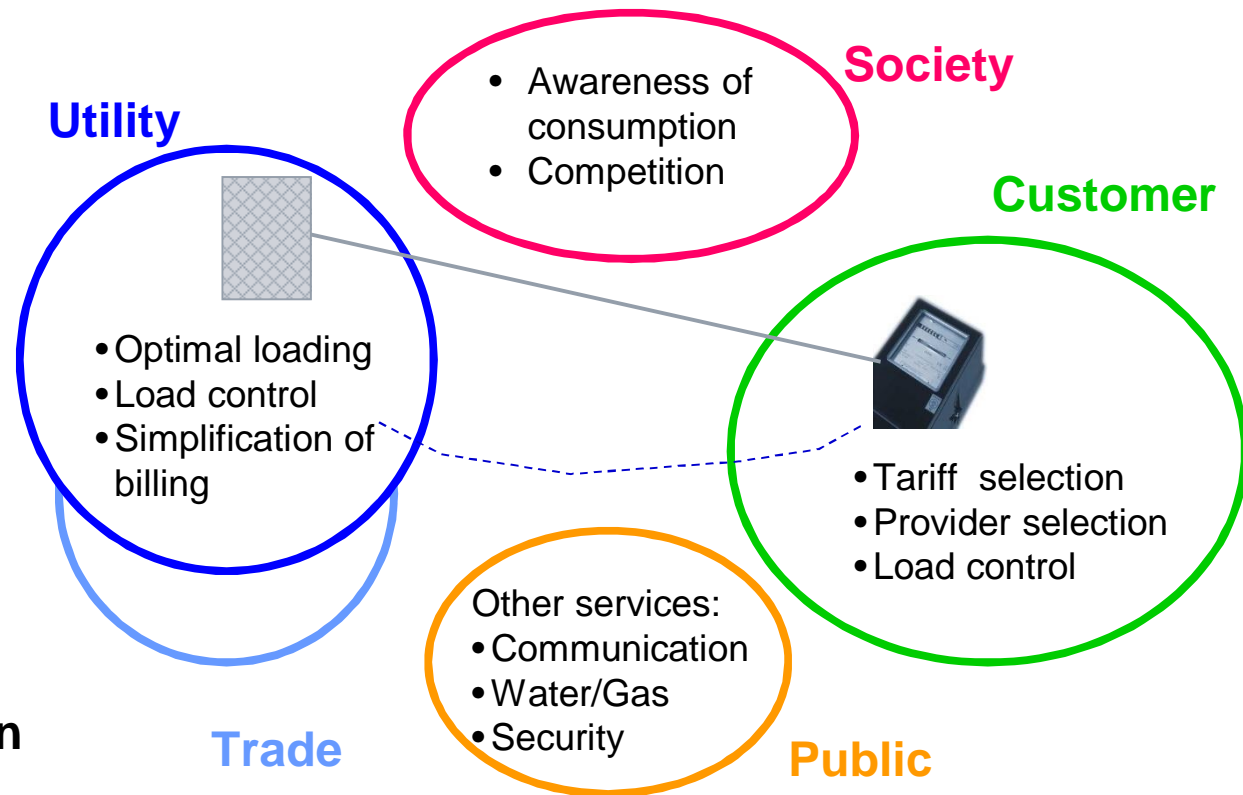 Society
• Awareness of
consumption
• Competition
Utility
• Optimal loading
• Load control
• Simplification of
billing
Customer
• Tariff selection
• Provider selection
• Load control
Other services:
• Communication
• Water/Gas
• Security
Trade
Public